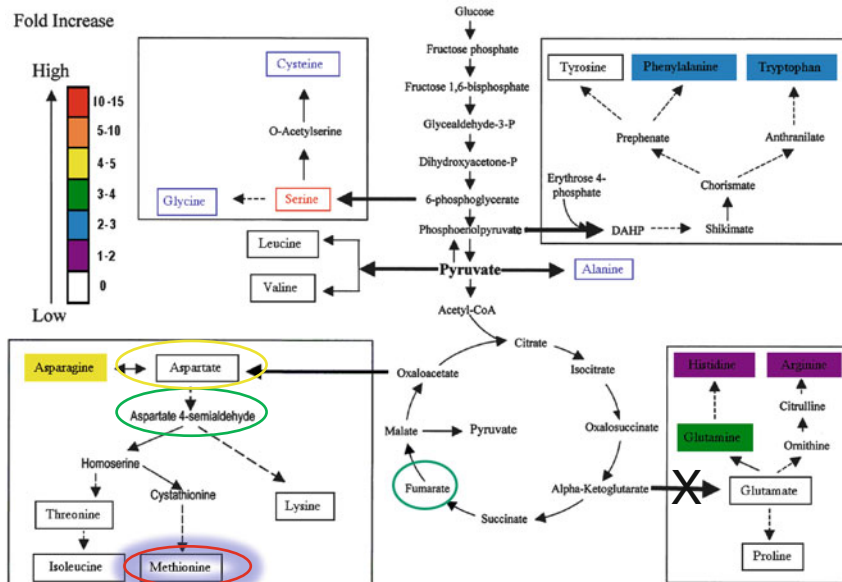 Fold Increase
High
10-15
5-10
4-5
3-4
2-3
1-2
0
Low
Cysteine
O-Acetylserine
Glycine
Serine
Leucine
Valine
Glucose
Fructose phosphate
Fructose 1,6-bisphosphate
Glycealdehyde-3-P
Dihydroxyacetone-P
6-phosphoglycerate
Phosphoenolpyruvate
Pyruvate
Alanine
Acetyl-CoA
Tyrosine
Phenylalanine
Tryptophan
Prephenate
Anthranilate
Erythrose 4-
phosphate
Chorismate
DAHP
Shikimate
Asparagine
Aspartate
Aspartate 4-semialdehyde
Homoserine
Cystathionine
Threonine
Lysine
Isoleucine
Methionine
Citrate
Oxaloacetate
Isocitrate
Malate
Pyruvate
Oxalosuccinate
Fumarate
Alpha-Ketoglutarate
Succinate
X
Histidine
Arginine
Citrulline
Glutamine
Ornithine
Glutamate
Proline